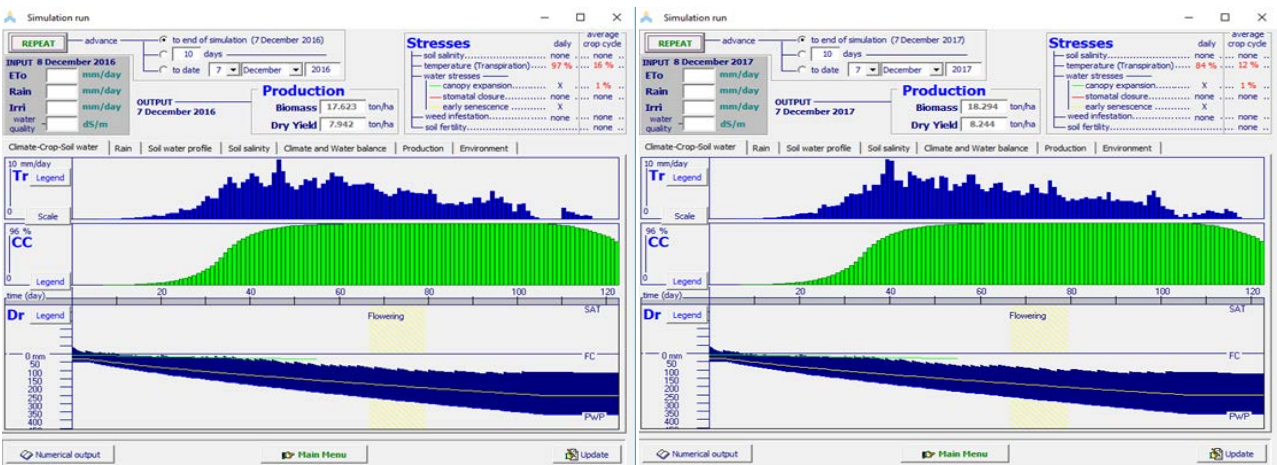 Simulation run
REPEAT
advance
to end of simulation (7 December 2016)
10 days
to date 7 December 2016
INPUT 8 December 2016
ETo mm/day
Rain mm/day
Irri mm/day
water quality dS/m
OUTPUT
7 December 2016
Production
Biomass 17.623 ton/ha
Dry Yield 7.942 ton/ha
Stresses
daily
average crop cycle
soil salinity none none
temperature (Transpiration) 97 % 16 %
water stresses
canopy expansion X 1 %
stomatal closure none none
early senescence X
weed infestation none none
soil fertility none
Climate-Crop-Soil water Rain Soil water profile Soil salinity Climate and Water balance Production Environment
10 mm/day
Tr Legend
0 Scale
96 %
CC
0 Legend
time (day)
20 40 60 80 100 120
Dr Legend
Flowering
SAT
0 mm
FC
50
100
150
200
250
300
350
400
PWP
Numerical output
Main Menu
Update
Simulation run
REPEAT
advance
to end of simulation (7 December 2017)
10 days
to date 7 December 2017
INPUT 8 December 2017
ETo mm/day
Rain mm/day
Irri mm/day
water quality dS/m
OUTPUT
7 December 2017
Production
Biomass 18.294 ton/ha
Dry Yield 8.244 ton/ha
Stresses
daily
average crop cycle
soil salinity none none
temperature (Transpiration) 84 % 12 %
water stresses
canopy expansion X 1 %
stomatal closure none none
early senescence X
weed infestation none none
soil fertility none
Climate-Crop-Soil water Rain Soil water profile Soil salinity Climate and Water balance Production Environment
10 mm/day
Tr Legend
0 Scale
96 %
CC
0 Legend
time (day)
20 40 60 80 100 120
Dr Legend
Flowering
SAT
0 mm
FC
50
100
150
200
250
300
350
400
PWP
Numerical output
Main Menu
Update